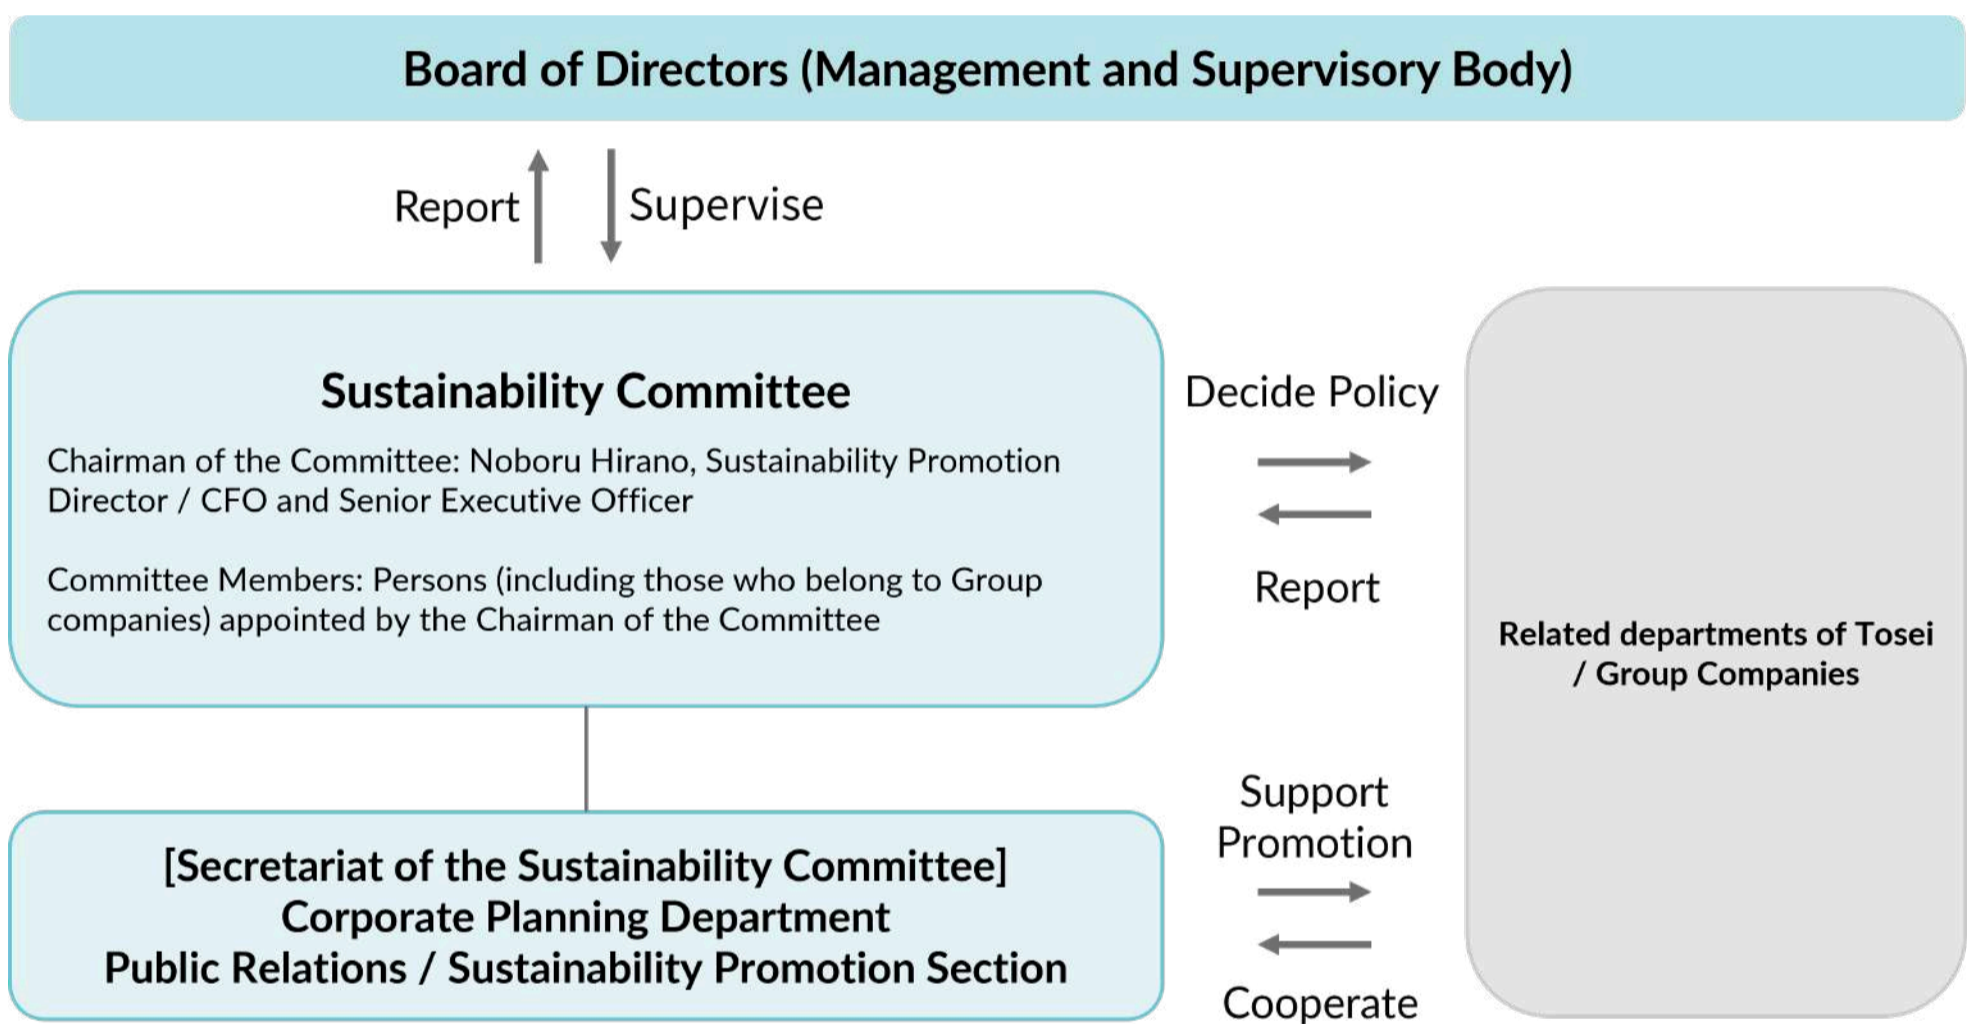 Board of Directors (Management and Supervisory Body)
Report
Supervise
Sustainability Committee
Chairman of the Committee: Noboru Hirano, Sustainability Promotion
Director / CFO and Senior Executive Officer
Committee Members: Persons (including those who belong to Group
companies) appointed by the Chairman of the Committee
Decide Policy
Report
Related departments of Tosei
/ Group Companies
[Secretariat of the Sustainability Committee]
Corporate Planning Department
Public Relations / Sustainability Promotion Section
Support
Promotion
Cooperate